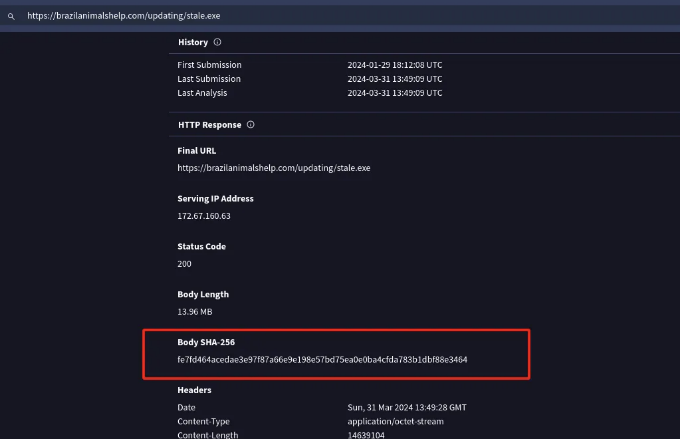 https://brazilanimalshelp.com/updating/stale.exe
History
First Submission 2024-01-29 18:12:08 UTC
Last Submission 2024-03-31 13:49:09 UTC
Last Analysis 2024-03-31 13:49:09 UTC
HTTP Response
Final URL
https://brazilanimalshelp.com/updating/stale.exe
Serving IP Address
172.67.160.63
Status Code
200
Body Length
13.96 MB
Body SHA-256
fe7fd464acedae3e97f87a66e9e198e57bd75ea0e0ba4cfda783b1dbf88e3464
Headers
Date Sun, 31 Mar 2024 13:49:28 GMT
Content-Type application/octet-stream
Content-Length 14639104